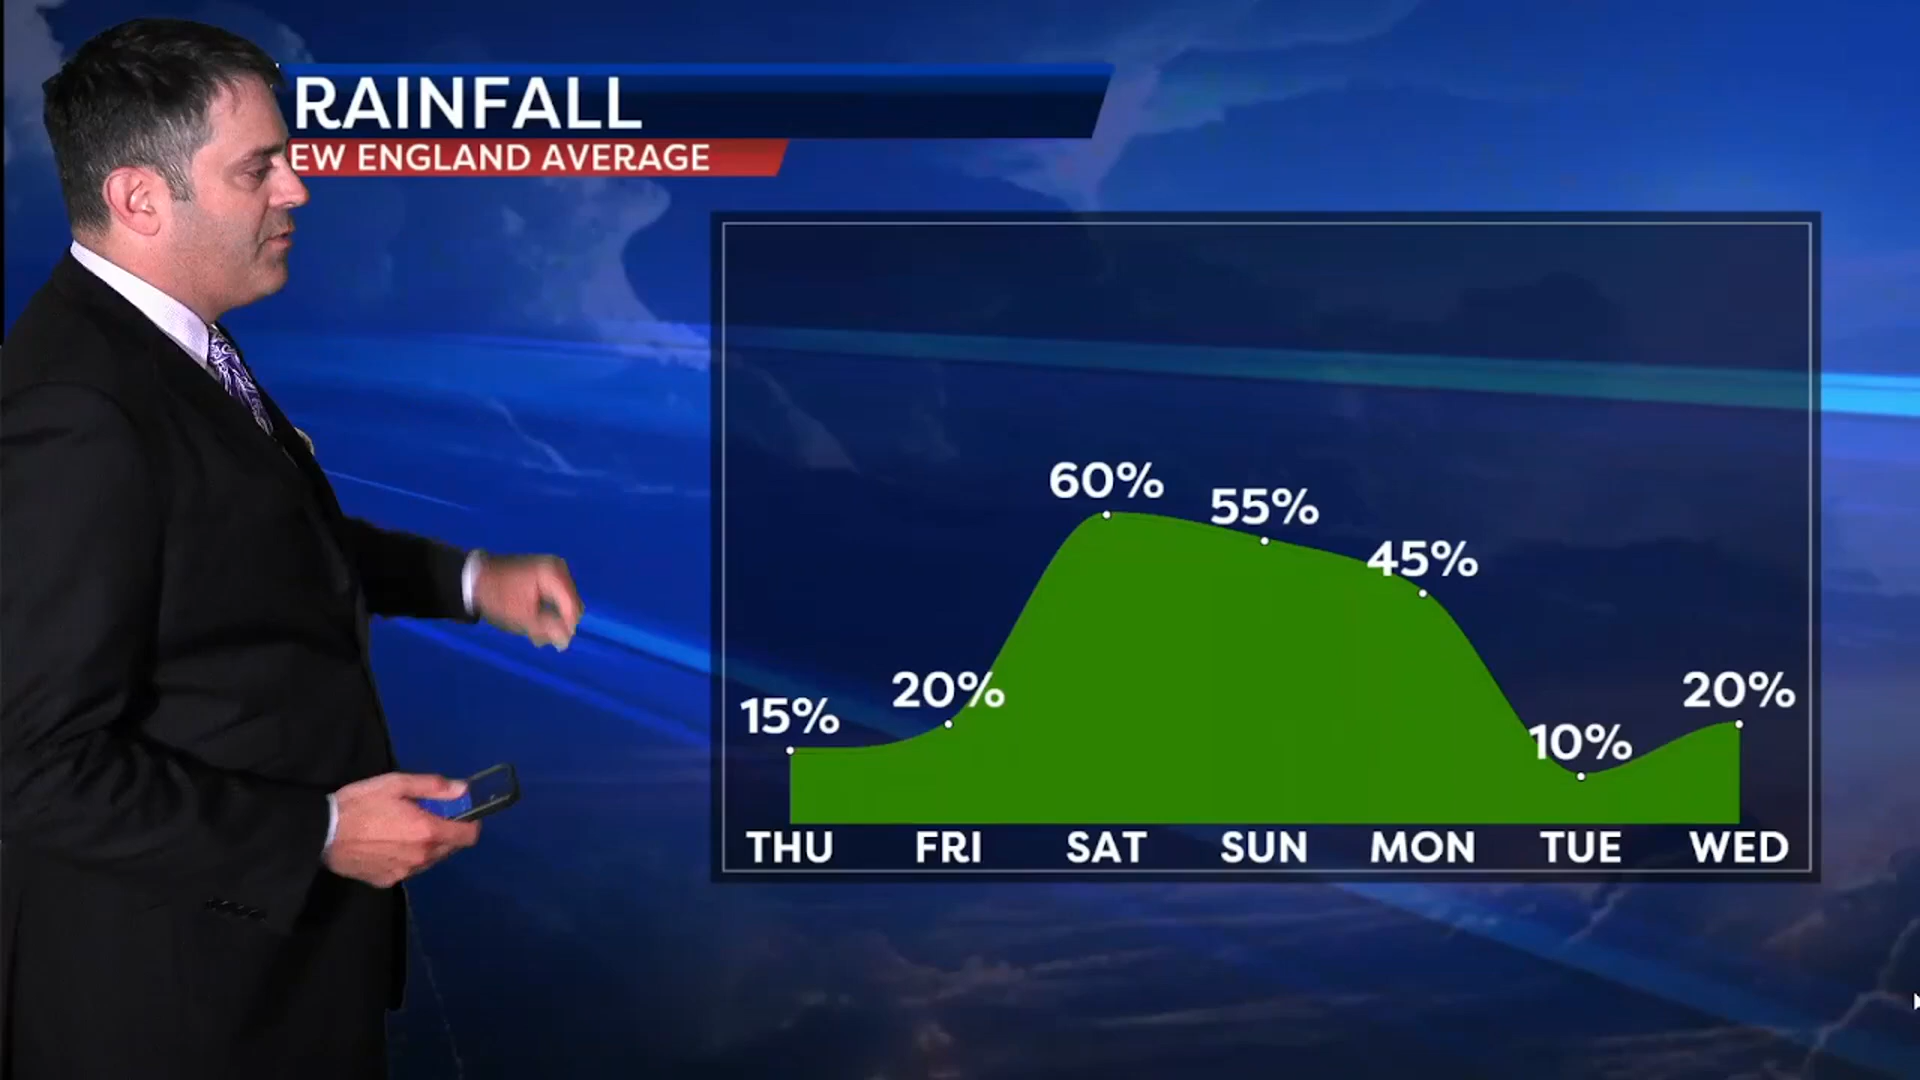 RAINFALL
EW ENGLAND AVERAGE
60%
55%
45%
20%
20%
15%
10%
THU FRI SAT SUN MON TUE WED